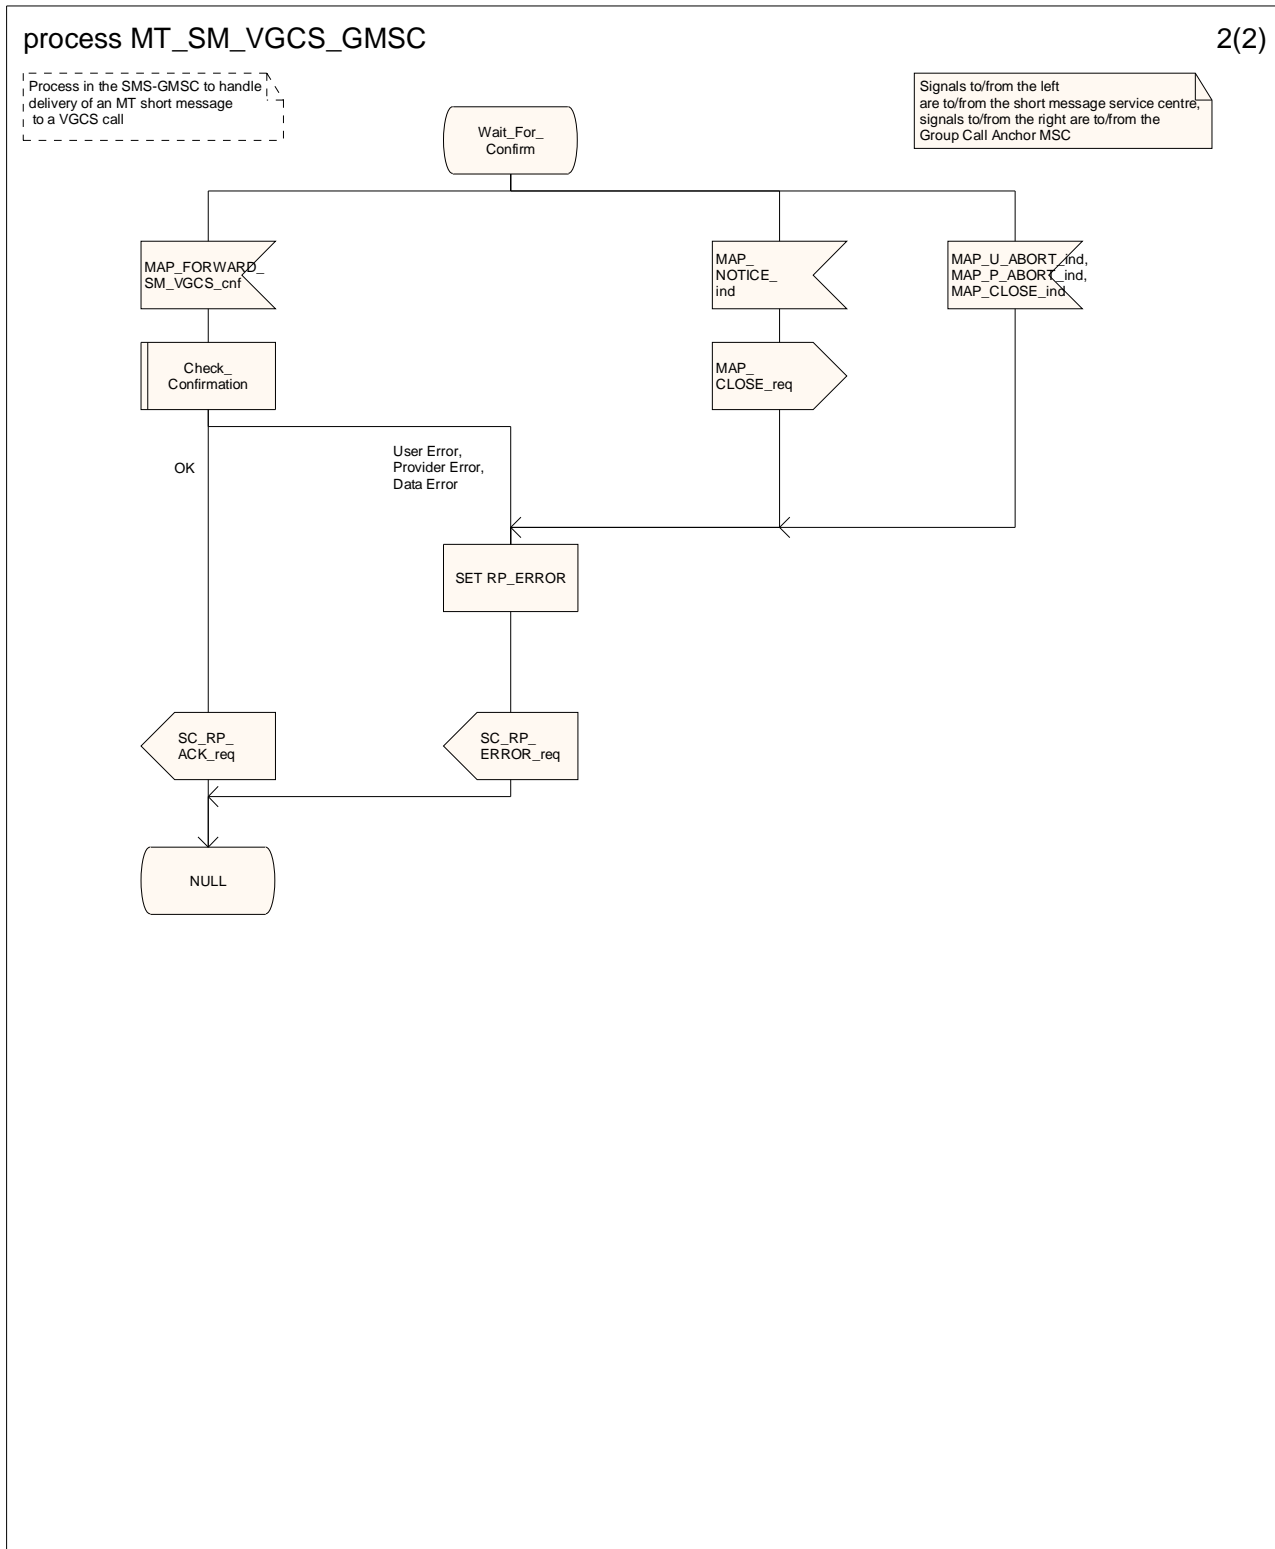 process MT_SM_VGCS_GMSC
2(2)
Process in the SMS-GMSC to handle
delivery of an MT short message
to a VGCS call
Signals to/from the left
are to/from the short message service centre,
signals to/from the right are to/from the
Group Call Anchor MSC
Wait_For_
Confirm
MAP_FORWARD_
SM_VGCS_cnf
MAP_
NOTICE_
ind
MAP_U_ABORT_ind,
MAP_P_ABORT_ind,
MAP_CLOSE_ind
Check_
Confirmation
MAP_
CLOSE_req
OK
User Error,
Provider Error,
Data Error
SET RP_ERROR
SC_RP_
ACK_req
SC_RP_
ERROR_req
NULL